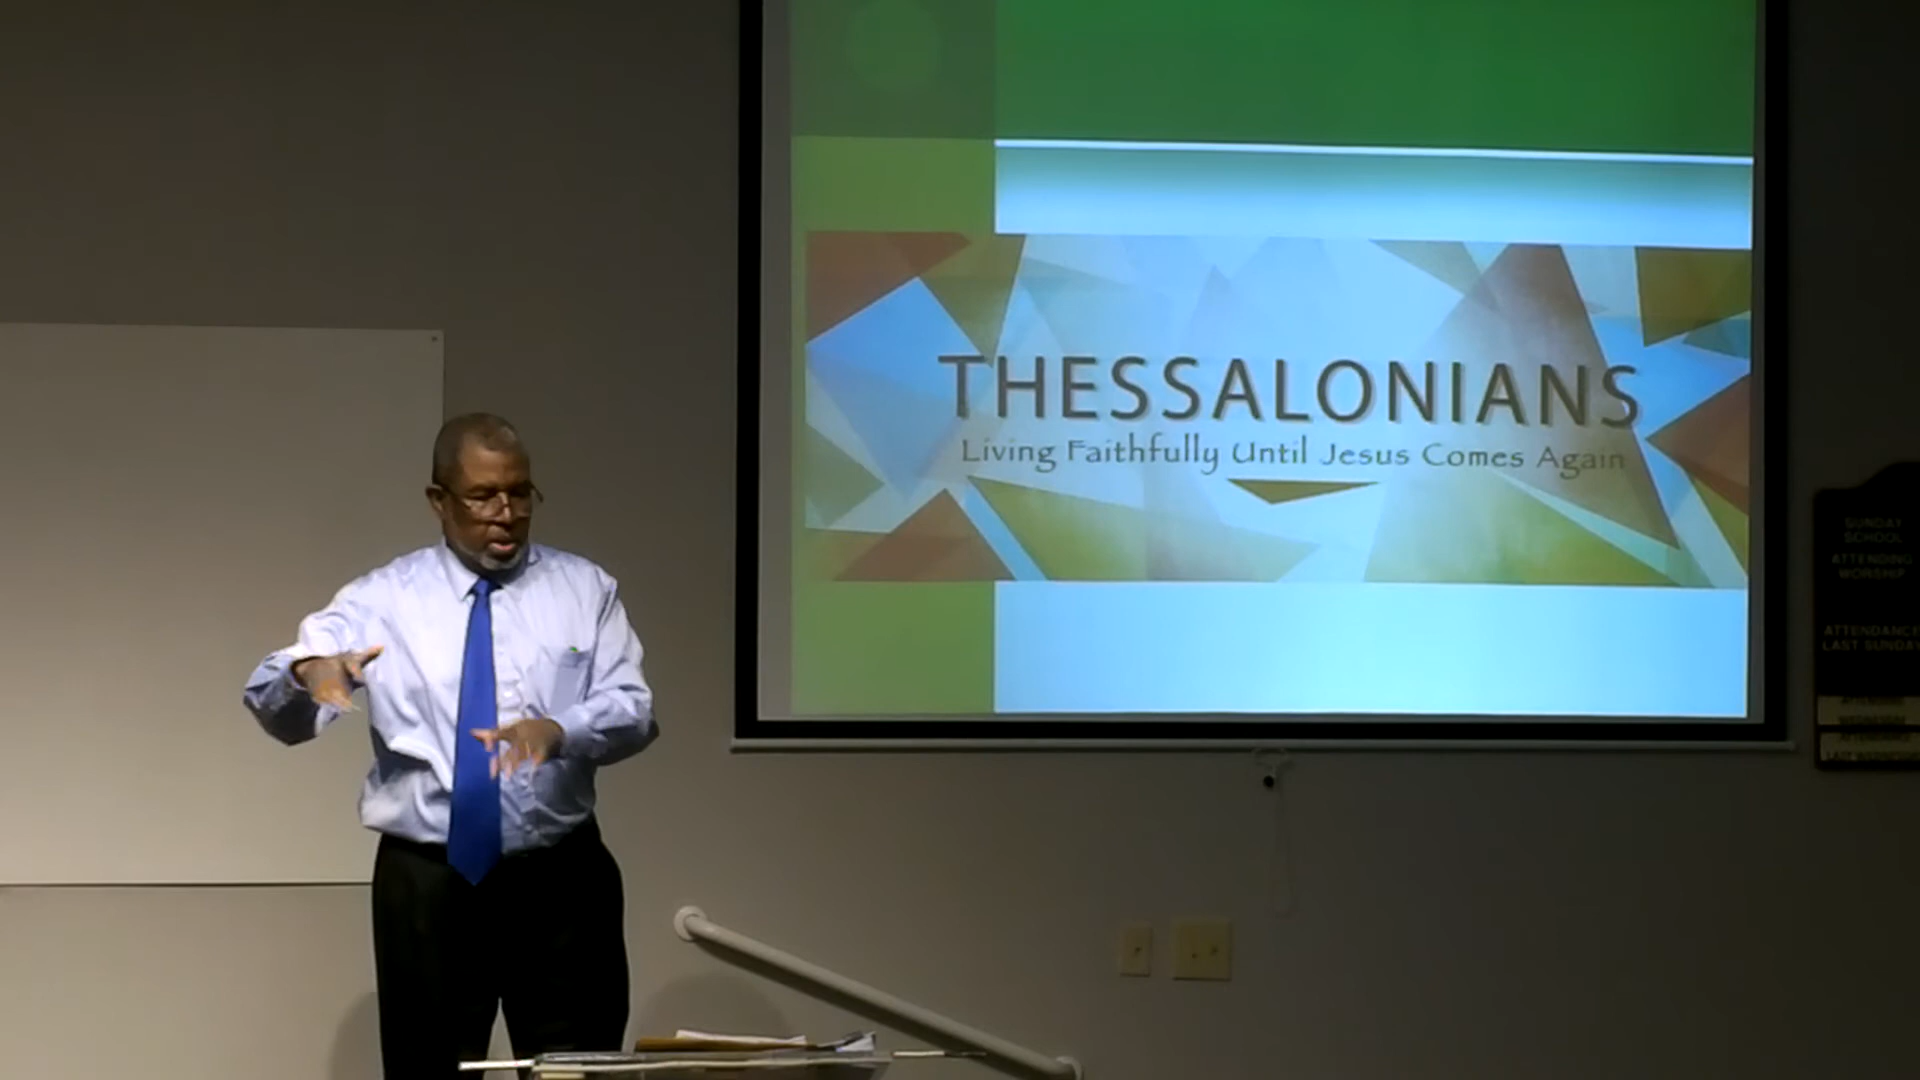 THESSALONIANS
Living Faithfully Until Jesus Comes Again
SUNDAY
SCHOOL
ATTENDING
WORSHIP
ATTENDANCE
LAST SUNDAY